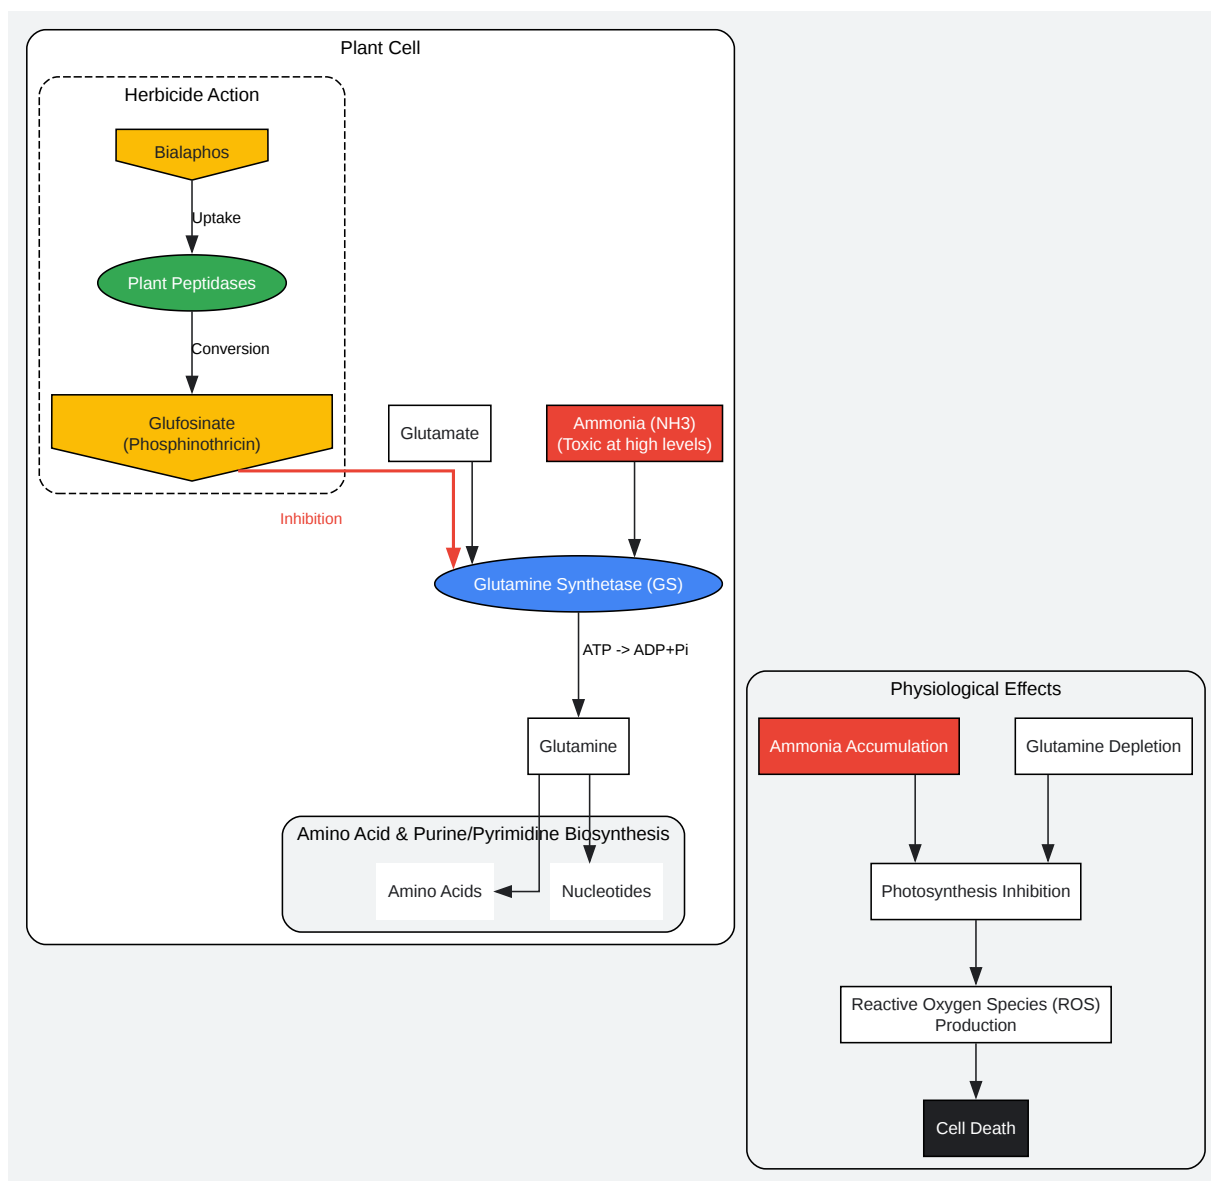 Plant Cell
Herbicide Action
Bialaphos
Uptake
Plant Peptidases
Conversion
Glufosinate
(Phosphinothricin)
Glutamate
Ammonia (NH3)
(Toxic at high levels)
Inhibition
Glutamine Synthetase (GS)
ATP -> ADP+Pi
Glutamine
Amino Acid & Purine/Pyrimidine Biosynthesis
Amino Acids
Nucleotides
Physiological Effects
Ammonia Accumulation
Glutamine Depletion
Photosynthesis Inhibition
Reactive Oxygen Species (ROS)
Production
Cell Death